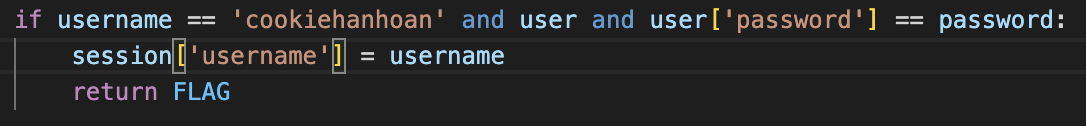 if username == 'cookiehanhoan' and user and user['password'] == password:
session['username'] = username
return FLAG